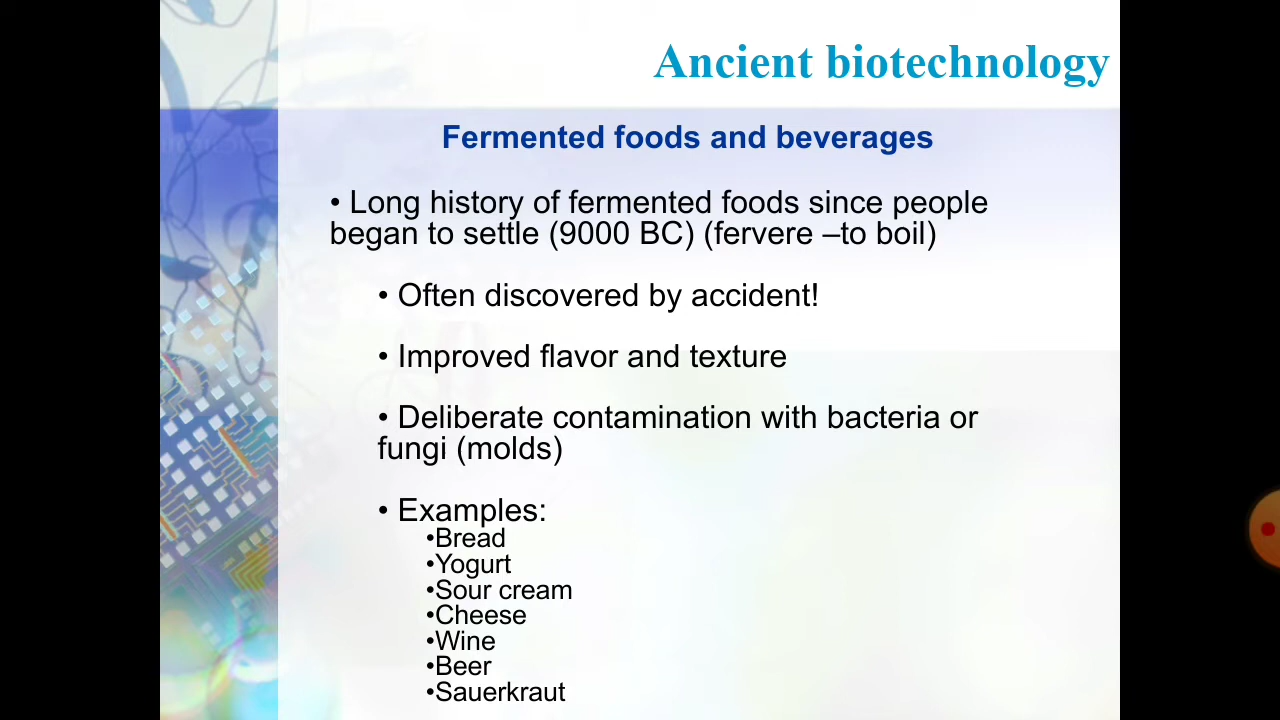 Ancient biotechnology
Fermented foods and beverages
• Long history of fermented foods since people
began to settle (9000 BC) (fervere –to boil)
• Often discovered by accident!
• Improved flavor and texture
• Deliberate contamination with bacteria or
fungi (molds)
• Examples:
•Bread
•Yogurt
•Sour cream
•Cheese
•Wine
•Beer
•Sauerkraut